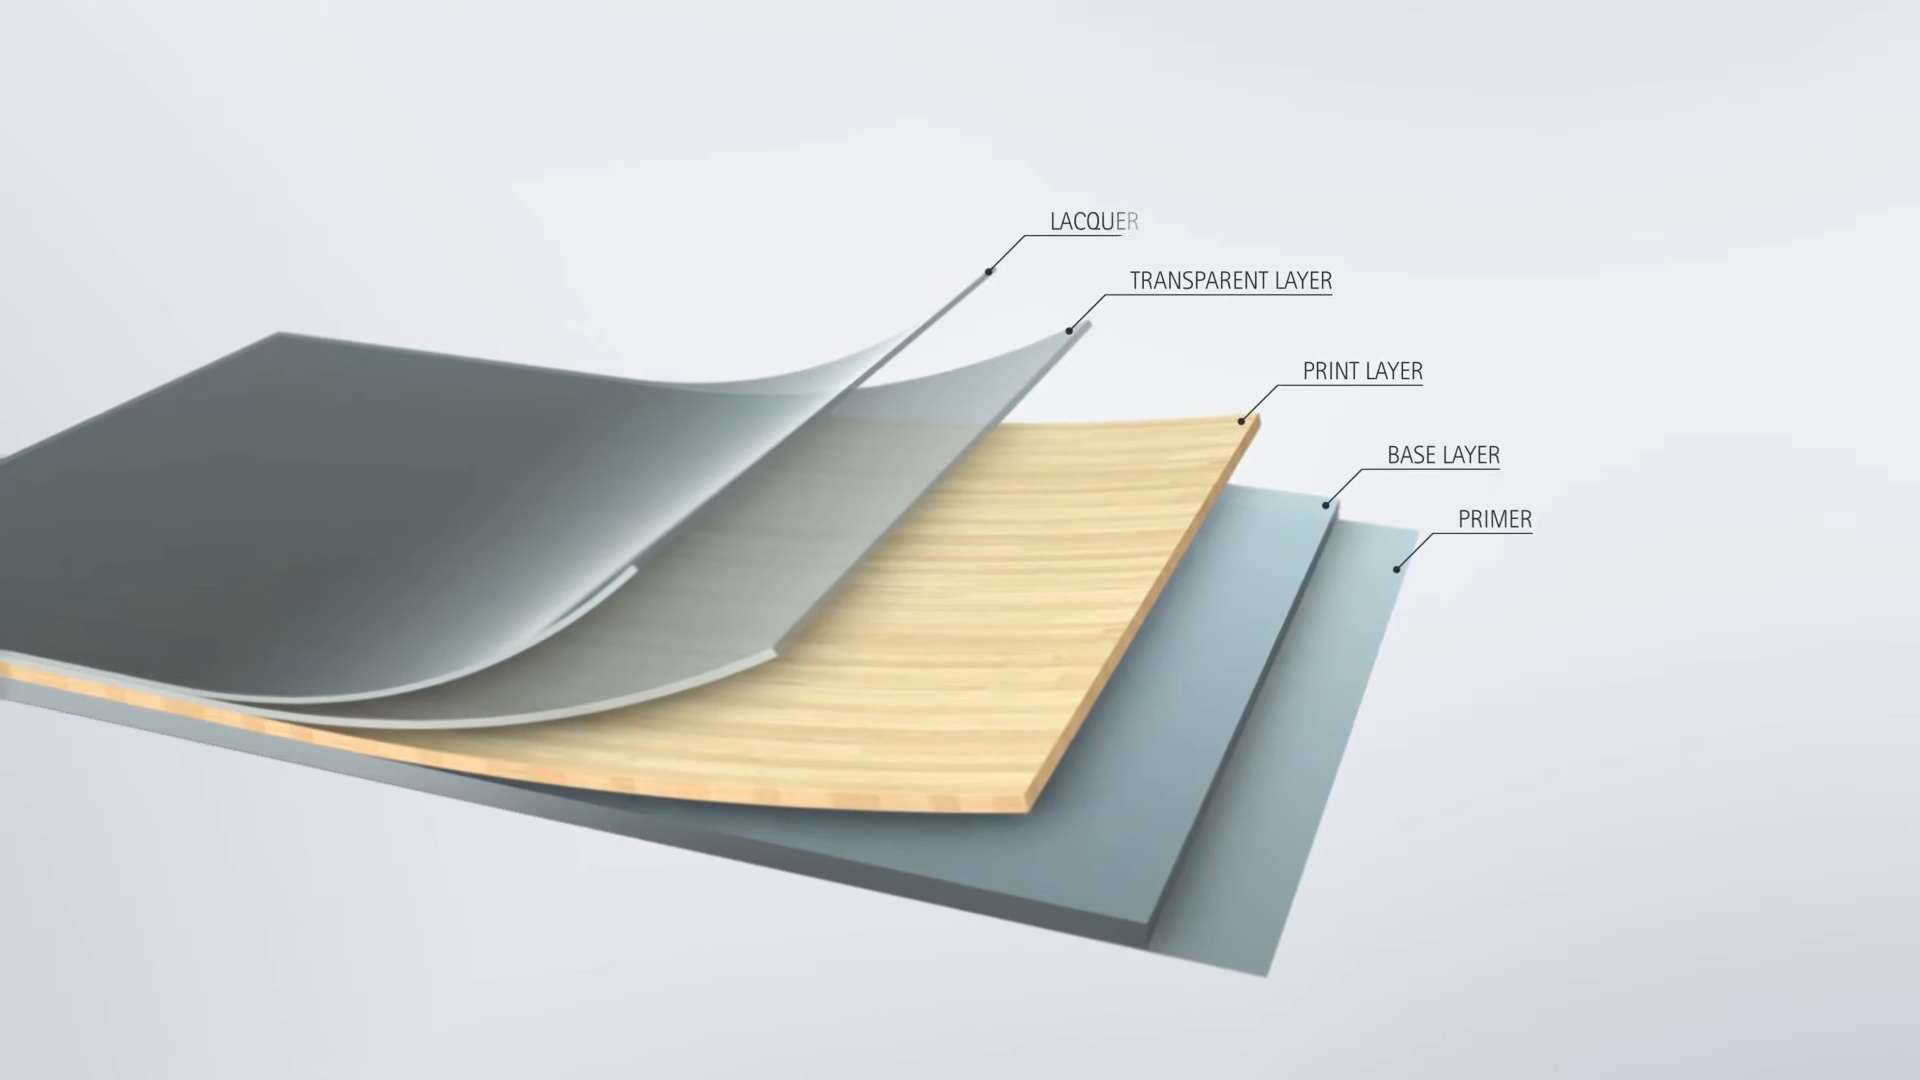 LACQUER
TRANSPARENT LAYER
PRINT LAYER
BASE LAYER
PRIMER